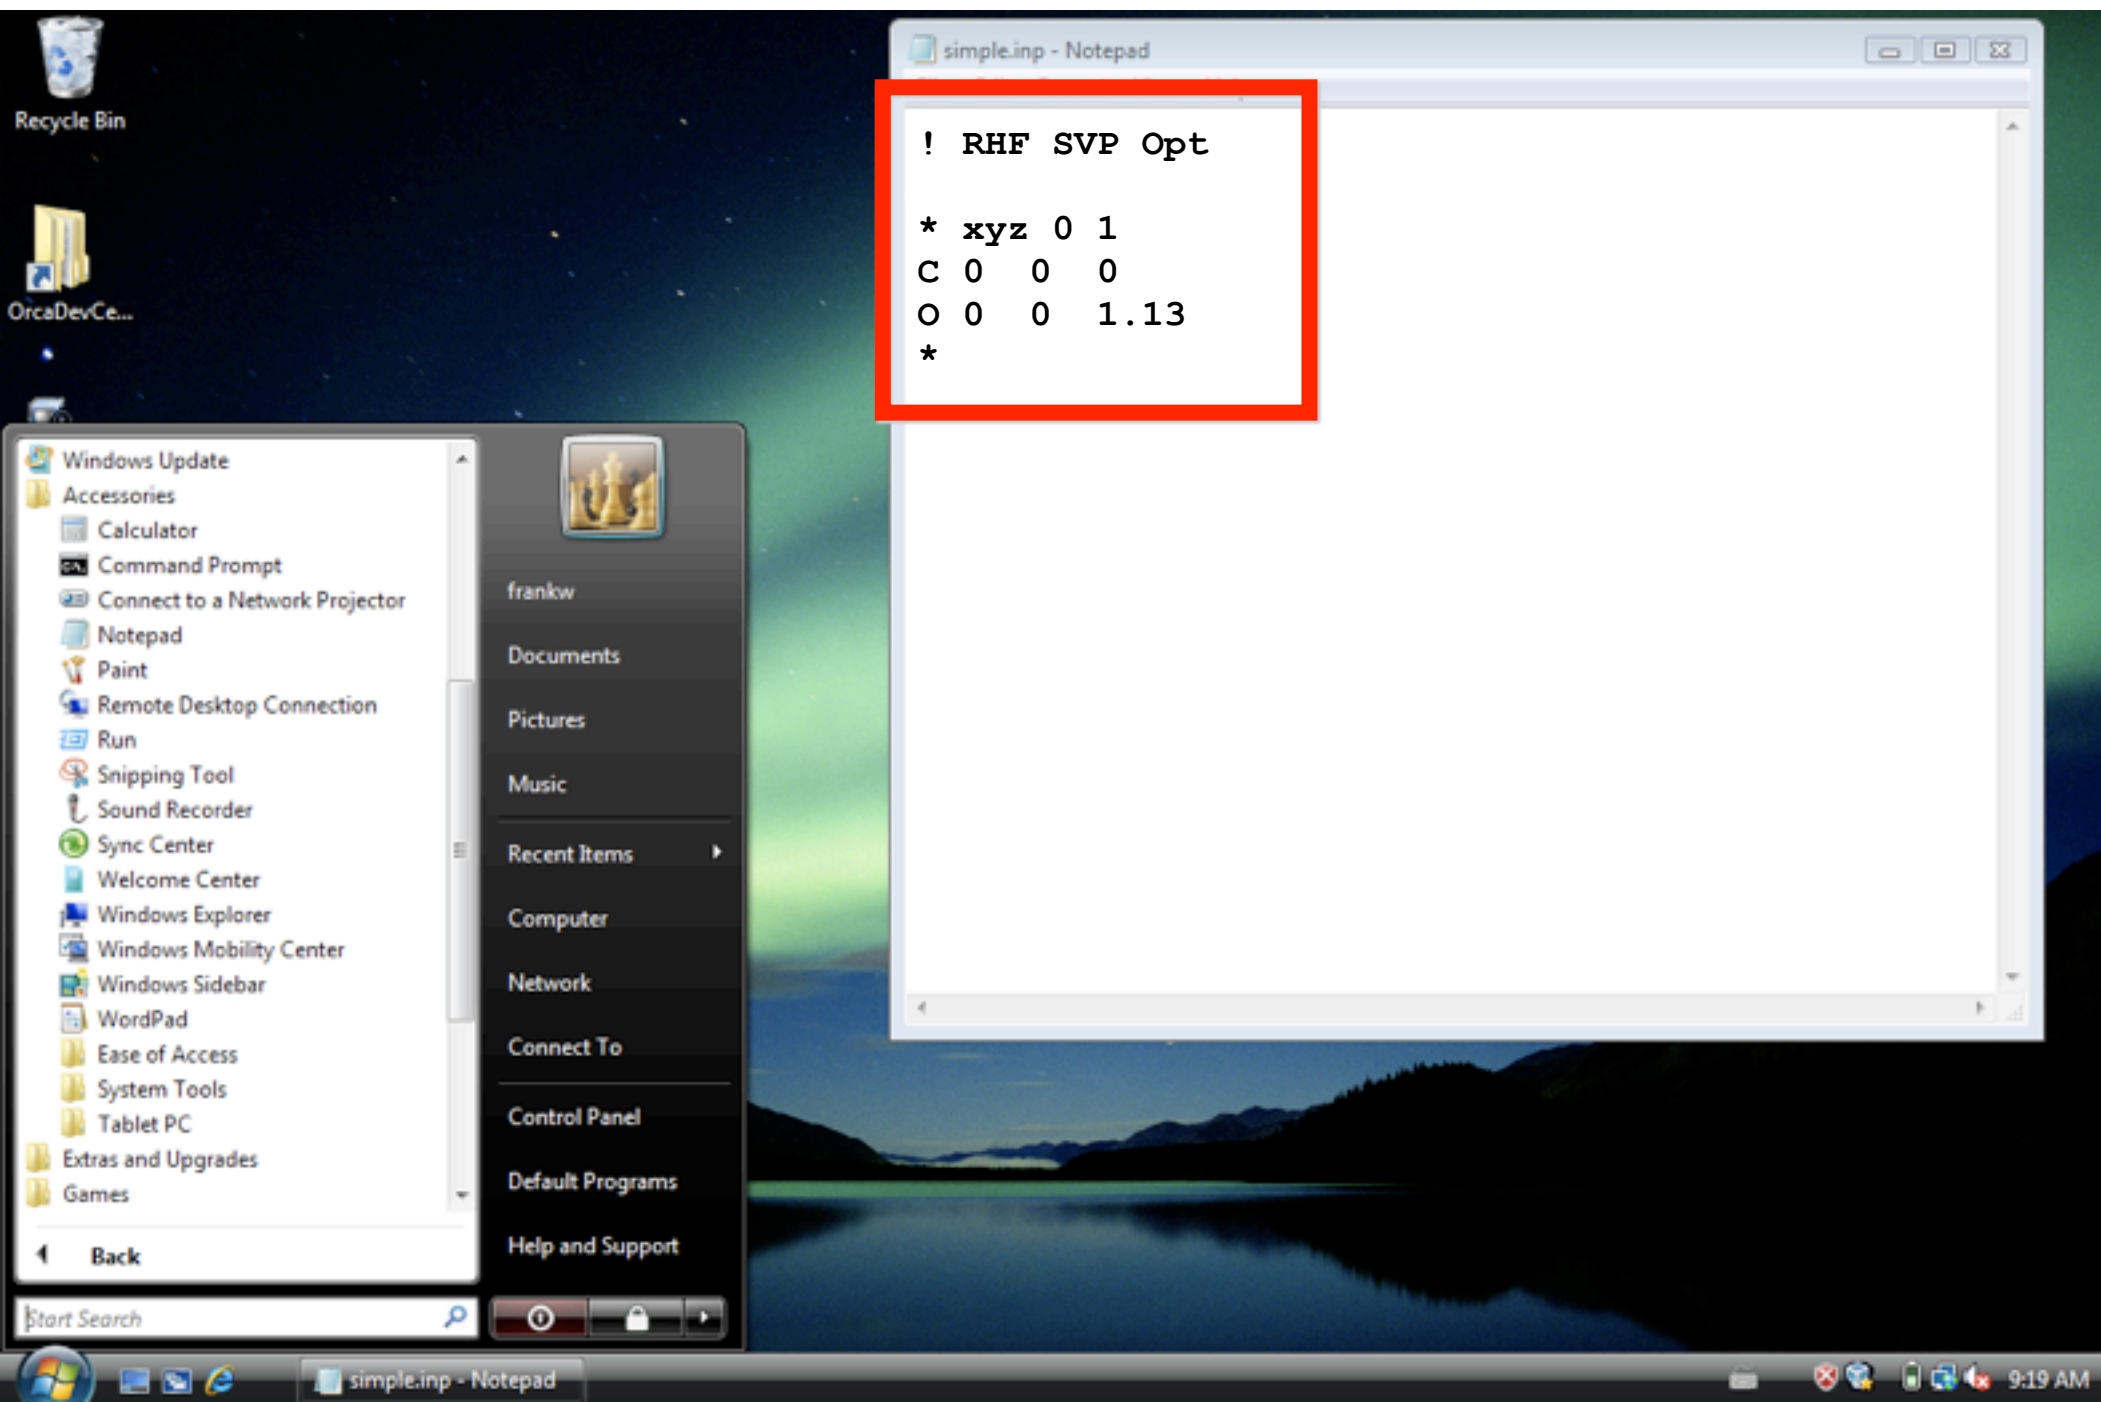 Recycle Bin
OrcaDevCe...
simple.inp - Notepad
! RHF SVP Opt
* xyz 0 1
C 0 0 0
O 0 0 1.13
*
Windows Update
Accessories
Calculator
Command Prompt
Connect to a Network Projector
Notepad
Paint
Remote Desktop Connection
Run
Snipping Tool
Sound Recorder
Sync Center
Welcome Center
Windows Explorer
Windows Mobility Center
Windows Sidebar
WordPad
Ease of Access
System Tools
Tablet PC
Extras and Upgrades
Games
Back
Start Search
frankw
Documents
Pictures
Music
Recent Items
Computer
Network
Connect To
Control Panel
Default Programs
Help and Support
simple.inp - Notepad
9:19 AM